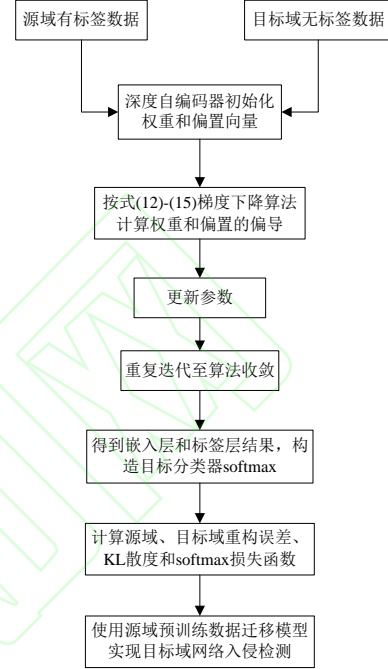 源域有标签数据
目标域无标签数据
深度自编码器初始化
权重和偏置向量
按式(12)-(15)梯度下降算法
计算权重和偏置的偏导
更新参数
重复迭代至算法收敛
得到嵌入层和标签层结果，构
造目标分类器softmax
计算源域、目标域重构误差、
KL散度和softmax损失函数
使用源域预训练数据迁移模型
实现目标域网络入侵检测